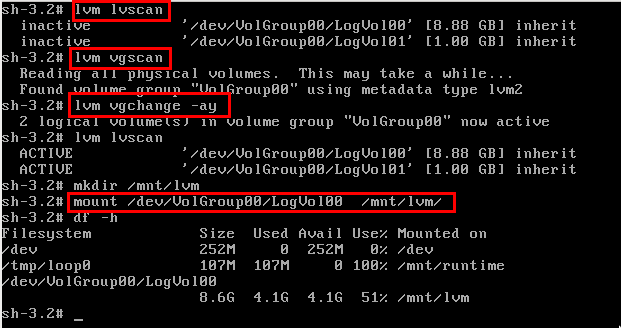 sh-3.2# lvm lvscan
inactive '/dev/VolGroup00/LogVol00' [8.88 GB] inherit
inactive '/dev/VolGroup00/LogVol01' [1.00 GB] inherit
sh-3.2# lvm vgscan
Reading all physical volumes. This may take a while...
Found volume group "VolGroup00" using metadata type lvm2
sh-3.2# lvm vgchange -ay
2 logical volume(s) in volume group "VolGroup00" now active
sh-3.2# lvm lvscan
ACTIVE '/dev/VolGroup00/LogVol00' [8.88 GB] inherit
ACTIVE '/dev/VolGroup00/LogVol01' [1.00 GB] inherit
sh-3.2# mkdir /mnt/lvm
sh-3.2# mount /dev/VolGroup00/LogVol00 /mnt/lvm/
sh-3.2# df -h
Filesystem Size Used Avail Use% Mounted on
/dev 252M 0 252M 0% /dev
/tmp/loop0 107M 107M 0 100% /mnt/runtime
/dev/VolGroup00/LogVol00
8.6G 4.1G 4.1G 51% /mnt/lvm
sh-3.2# _